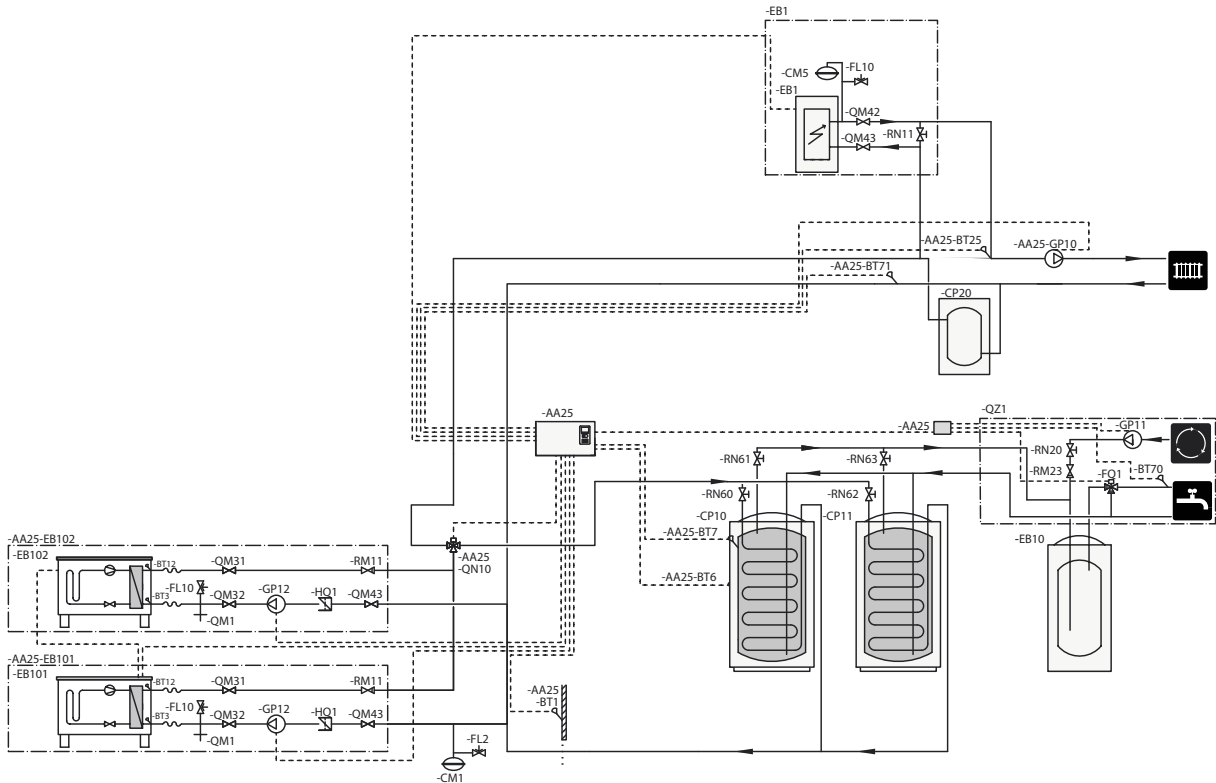 -EB1
-FL10
-CM5
-EB1
-QM42
-QM43
-RN11
-AA25-BT25
-AA25-GP10
-AA25-BT71
-CP20
-AA25
-AA25
-QZ1
-GP11
-RN20
-RM23
-FQ1
-BT70
-RN61
-RN63
-RN60
-RN62
-CP10
-CP11
-AA25-BT7
-AA25-BT6
-EB10
-AA25
-QN10
-AA25-EB102
-EB102
-BT12
-QM31
-RM11
-BT3
-FL10
-QM32
-GP12
-HQ1
-QM43
-QM1
-AA25-EB101
-EB101
-BT12
-QM31
-RM11
-BT3
-FL10
-QM32
-GP12
-HQ1
-QM43
-QM1
-AA25
-BT1
-FL2
-CM1